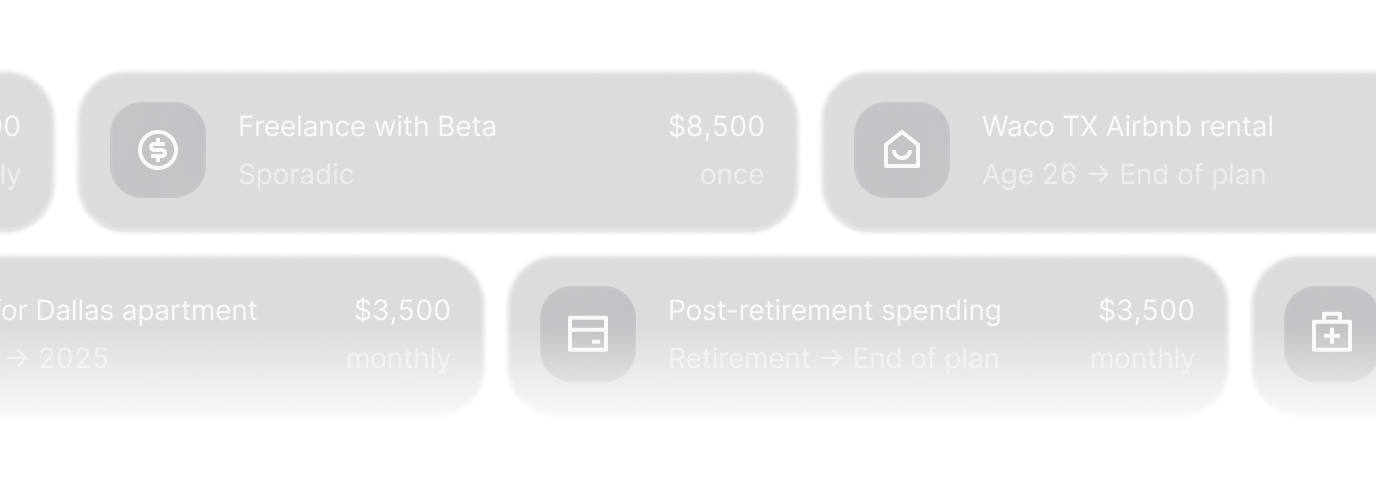 00
ly
Freelance with Beta
$8,500
Sporadic
once
Waco TX Airbnb rental
Age 26 → End of plan
for Dallas apartment
$3,500
→ 2025
monthly
Post-retirement spending
$3,500
Retirement → End of plan
monthly